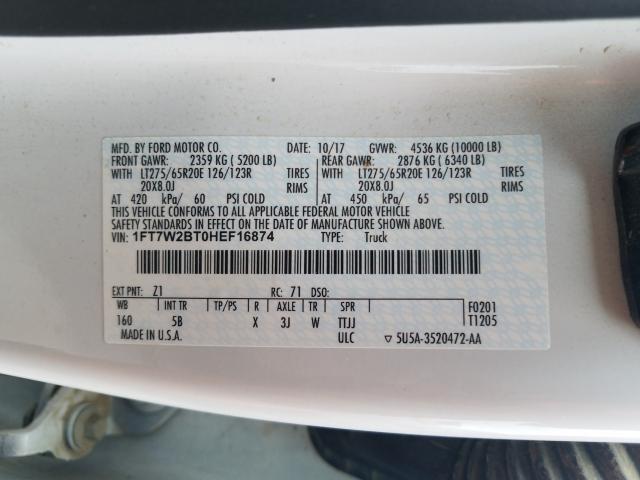 MFD. BY FORD MOTOR CO. DATE: 10/17 GVWR: 4536 KG (10000 LB)
FRONT GAWR: 2359 KG ( 5200 LB) REAR GAWR: 2876 KG ( 6340 LB)
WITH LT275/65R20E 126/123R TIRES WITH LT275/65R20E 126/123R TIRES
20X8.0J RIMS 20X8.0J RIMS
AT 420 kPa/ 60 PSI COLD AT 450 kPa/ 65 PSI COLD
THIS VEHICLE CONFORMS TO ALL APPLICABLE FEDERAL MOTOR VEHICLE
SAFETY STANDARDS IN EFFECT ON THE DATE OF MANUFACTURE SHOWN ABOVE.
VIN: 1FT7W2BT0HEF16874 TYPE: Truck
EXT PNT: Z1 RC: 71 DSO:
WB INT TR TP/PS R AXLE TR SPR F0201
160 5B X 3J W TTJJ T1205
MADE IN U.S.A. ULC ▽ 5U5A-3520472-AA